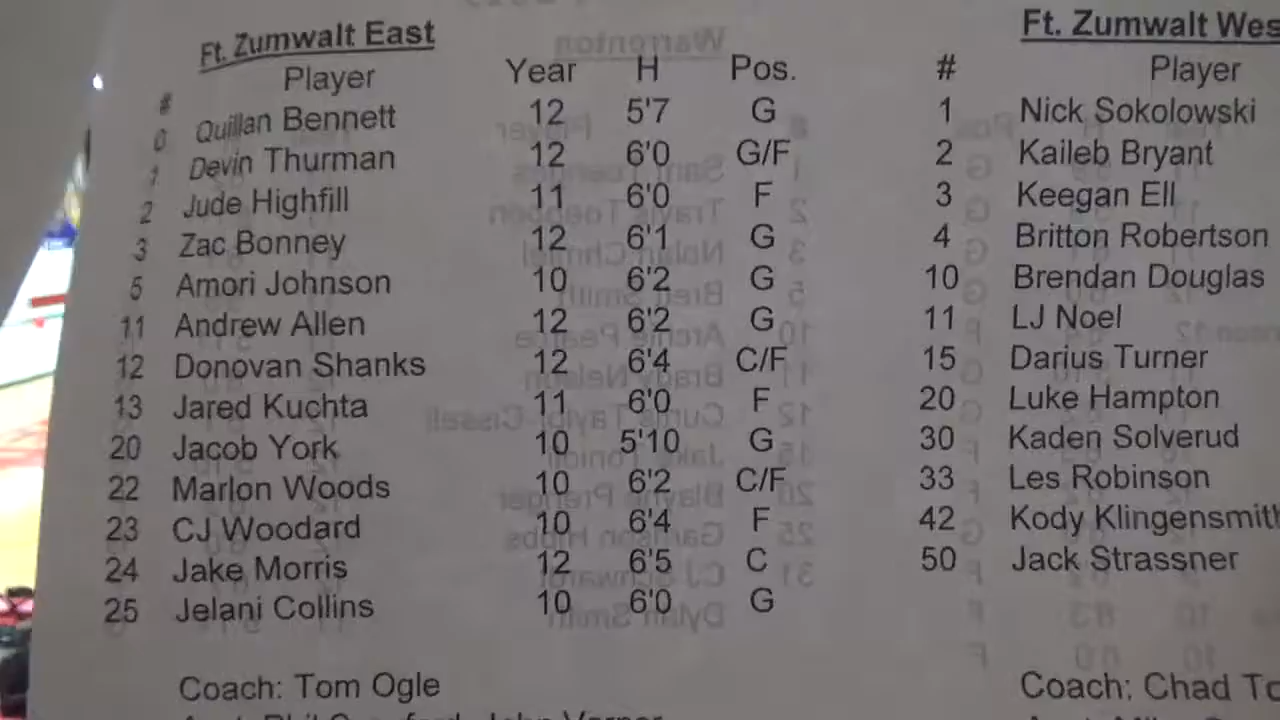 Ft. Zumwalt East
# Player Year H Pos.
0 Quillan Bennett 12 5'7 G
1 Devin Thurman 12 6'0 G/F
2 Jude Highfill 11 6'0 F
3 Zac Bonney 12 6'1 G
5 Amori Johnson 10 6'2 G
11 Andrew Allen 12 6'2 G
12 Donovan Shanks 12 6'4 C/F
13 Jared Kuchta 11 6'0 F
20 Jacob York 10 5'10 G
22 Marlon Woods 10 6'2 C/F
23 CJ Woodard 10 6'4 F
24 Jake Morris 12 6'5 C
25 Jelani Collins 10 6'0 G
Coach: Tom Ogle
Ft. Zumwalt Wes
# Player
1 Nick Sokolowski
2 Kaileb Bryant
3 Keegan Ell
4 Britton Robertson
10 Brendan Douglas
11 LJ Noel
15 Darius Turner
20 Luke Hampton
30 Kaden Solverud
33 Les Robinson
42 Kody Klingensmith
50 Jack Strassner
Coach: Chad